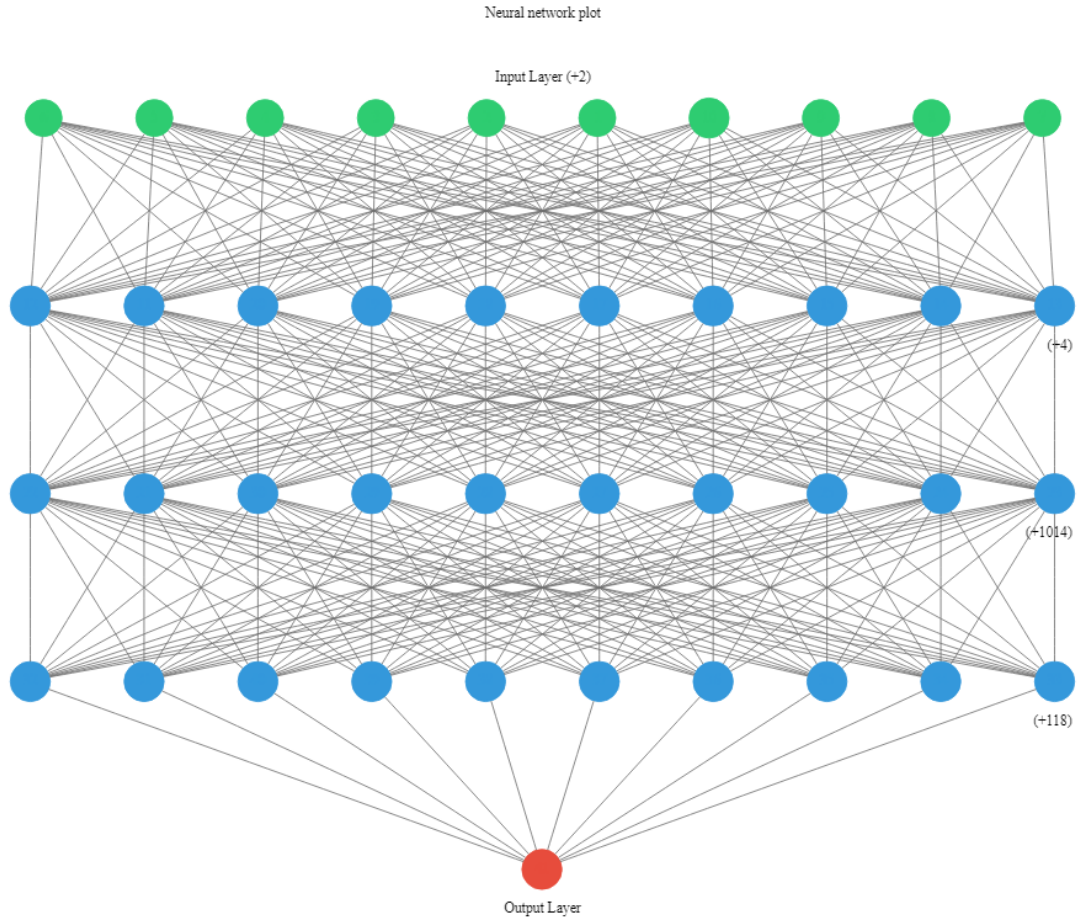 Neural network plot
Input Layer (+2)
(+4)
(+1014)
(+118)
Output Layer